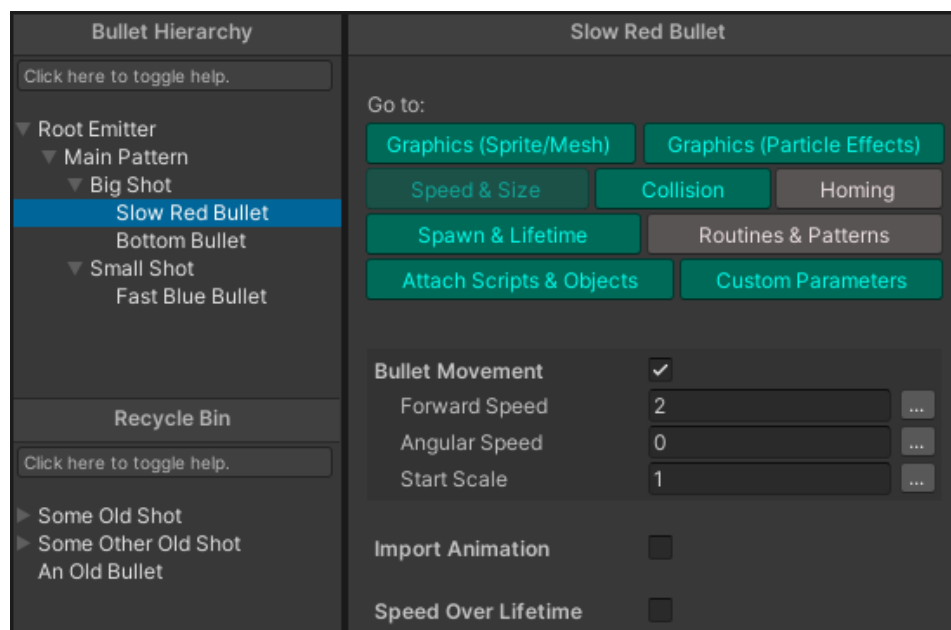 Bullet Hierarchy
Click here to toggle help.
Root Emitter
Main Pattern
Big Shot
Slow Red Bullet
Bottom Bullet
Small Shot
Fast Blue Bullet
Recycle Bin
Click here to toggle help.
Some Old Shot
Some Other Old Shot
An Old Bullet
Slow Red Bullet
Go to:
Graphics (Sprite/Mesh) Graphics (Particle Effects)
Speed & Size Collision Homing
Spawn & Lifetime Routines & Patterns
Attach Scripts & Objects Custom Parameters
Bullet Movement
Forward Speed 2 ...
Angular Speed 0 ...
Start Scale 1 ...
Import Animation
Speed Over Lifetime